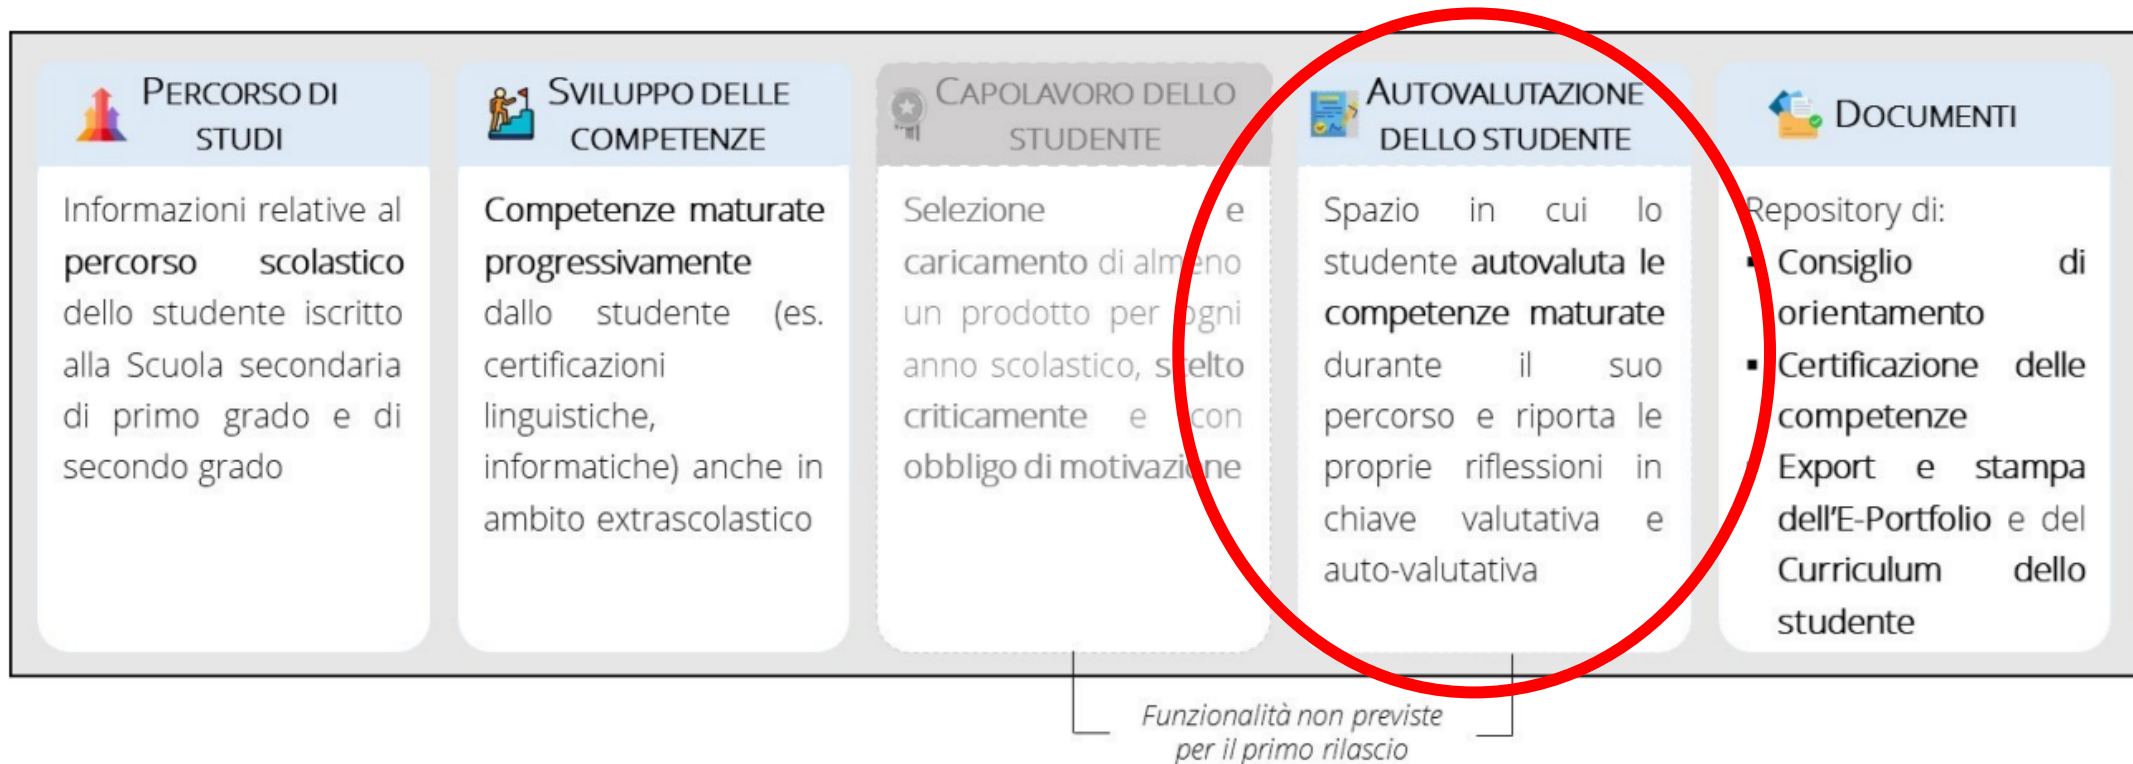 PERCORSO DI
STUDI
Informazioni relative al
percorso scolastico
dello studente iscritto
alla Scuola secondaria
di primo grado e di
secondo grado
SVILUPPO DELLE
COMPETENZE
Competenze maturate
progressivamente
dallo studente (es.
certificazioni
linguistiche,
informatiche) anche in
ambito extrascolastico
CAPOLAVORO DELLO
STUDENTE
Selezione e
caricamento di almeno
un prodotto per ogni
anno scolastico, scelto
criticamente e con
obbligo di motivazione
AUTOVALUTAZIONE
DELLO STUDENTE
Spazio in cui lo
studente autovaluta le
competenze maturate
durante il suo
percorso e riporta le
proprie riflessioni in
chiave valutativa e
auto-valutativa
DOCUMENTI
Repository di:
▪ Consiglio di
orientamento
▪ Certificazione delle
competenze
▪ Export e stampa
dell'E-Portfolio e del
Curriculum dello
studente
Funzionalità non previste
per il primo rilascio